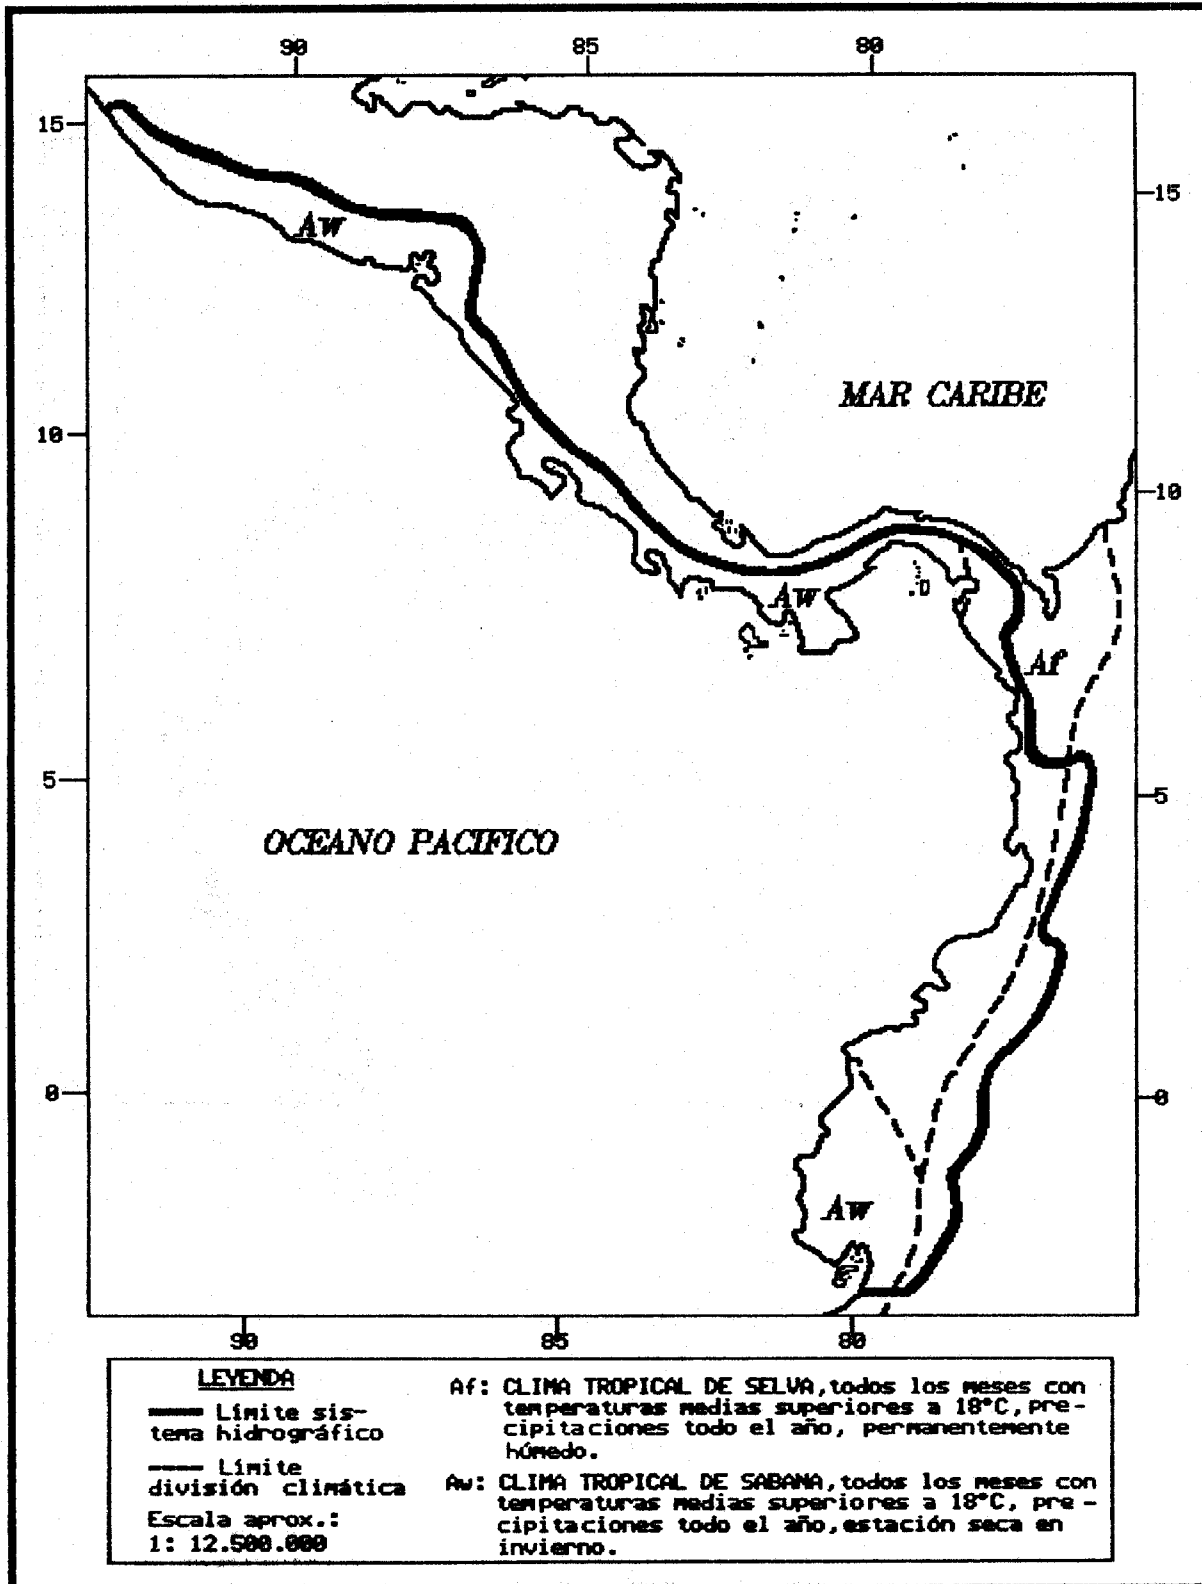 90 85 80
15
15
Aw
MAR CARIBE
10
10
Aw
Af
5
5
OCEANO PACIFICO
0
0
Aw
90 85 80
LEYENDA
Límite sis-
tema hidrográfico
Límite
división climática
Escala aprox.:
1: 12.500.000
Af: CLIMA TROPICAL DE SELVA, todos los meses con
temperaturas medias superiores a 18°C, pre-
cipitaciones todo el año, permanentemente
húmedo.
Aw: CLIMA TROPICAL DE SABANA, todos los meses con
temperaturas medias superiores a 18°C, pre-
cipitaciones todo el año, estación seca en
invierno.